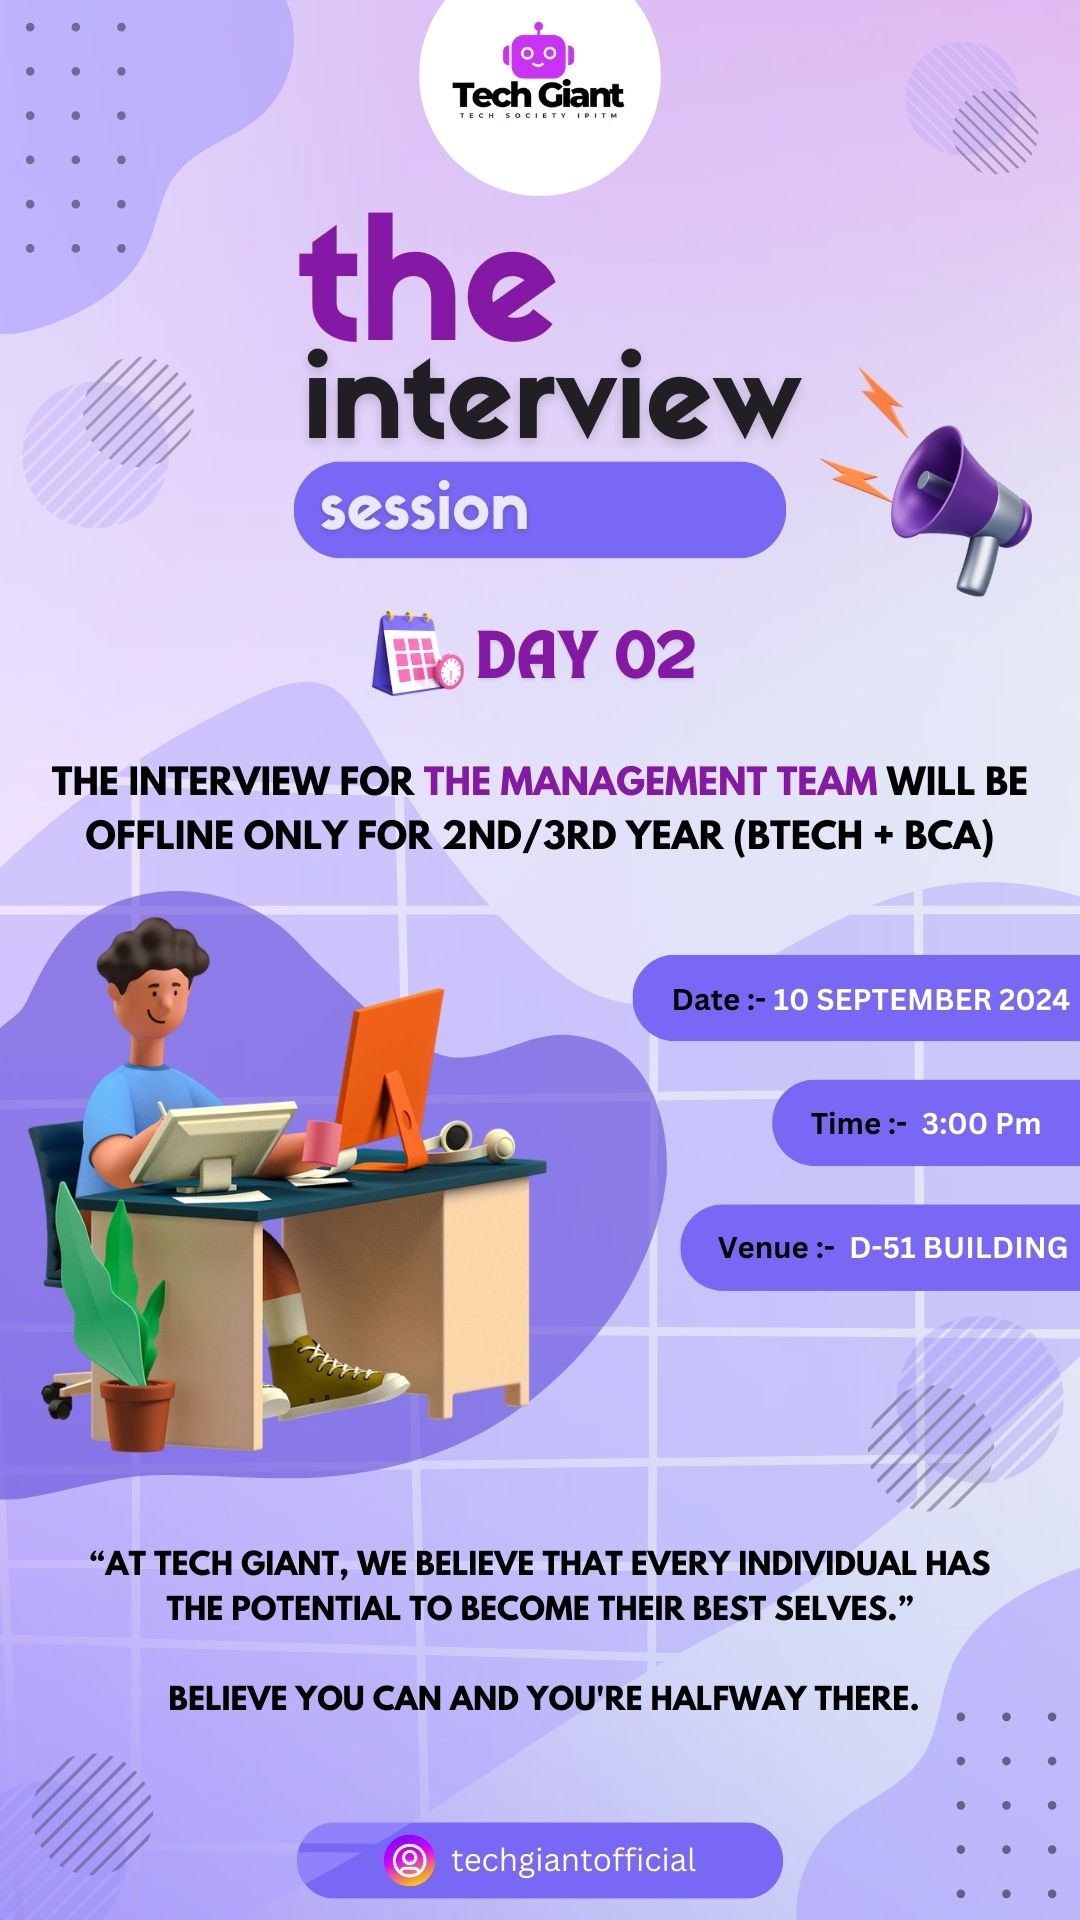 Tech Giant
TECH SOCIETY IPITM
the
interview
session
DAY 02
THE INTERVIEW FOR THE MANAGEMENT TEAM WILL BE
OFFLINE ONLY FOR 2ND/3RD YEAR (BTECH + BCA)
Date :- 10 SEPTEMBER 2024
Time :- 3:00 Pm
Venue :- D-51 BUILDING
“AT TECH GIANT, WE BELIEVE THAT EVERY INDIVIDUAL HAS
THE POTENTIAL TO BECOME THEIR BEST SELVES.”
BELIEVE YOU CAN AND YOU'RE HALFWAY THERE.
techgiantofficial